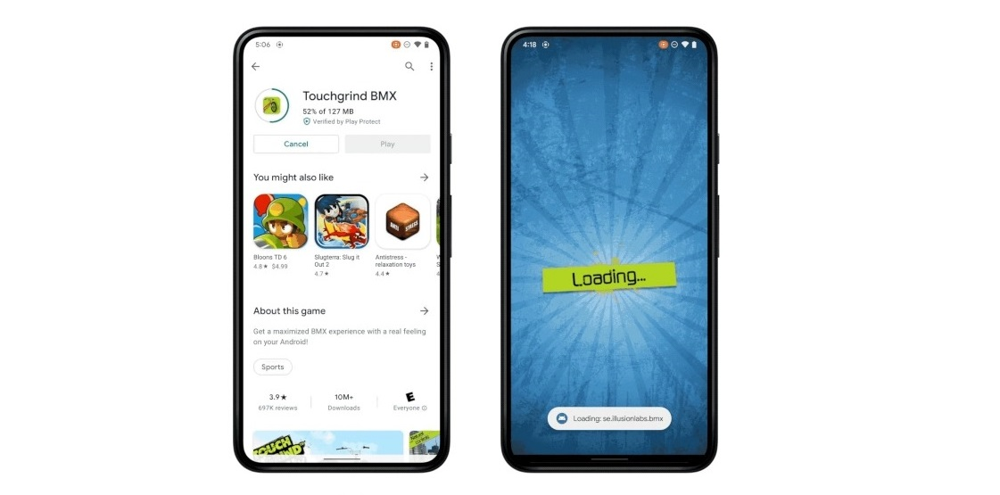 5:06
Touchgrind BMX
52% of 127 MB
Verified by Play Protect
Cancel
Play
You might also like
ANTI STRESS
Bloons TD 6
4.8★ $4.99
Slugterra: Slug it
Out 2
4.7★
Antistress -
relaxation toys
4.4★
About this game
Get a maximized BMX experience with a real feeling
on your Android!
Sports
3.9★
697K reviews
10M+
Downloads
E
Everyone
TOUCH
4:18
Loading...
Loading: se.illusionlabs.bmx